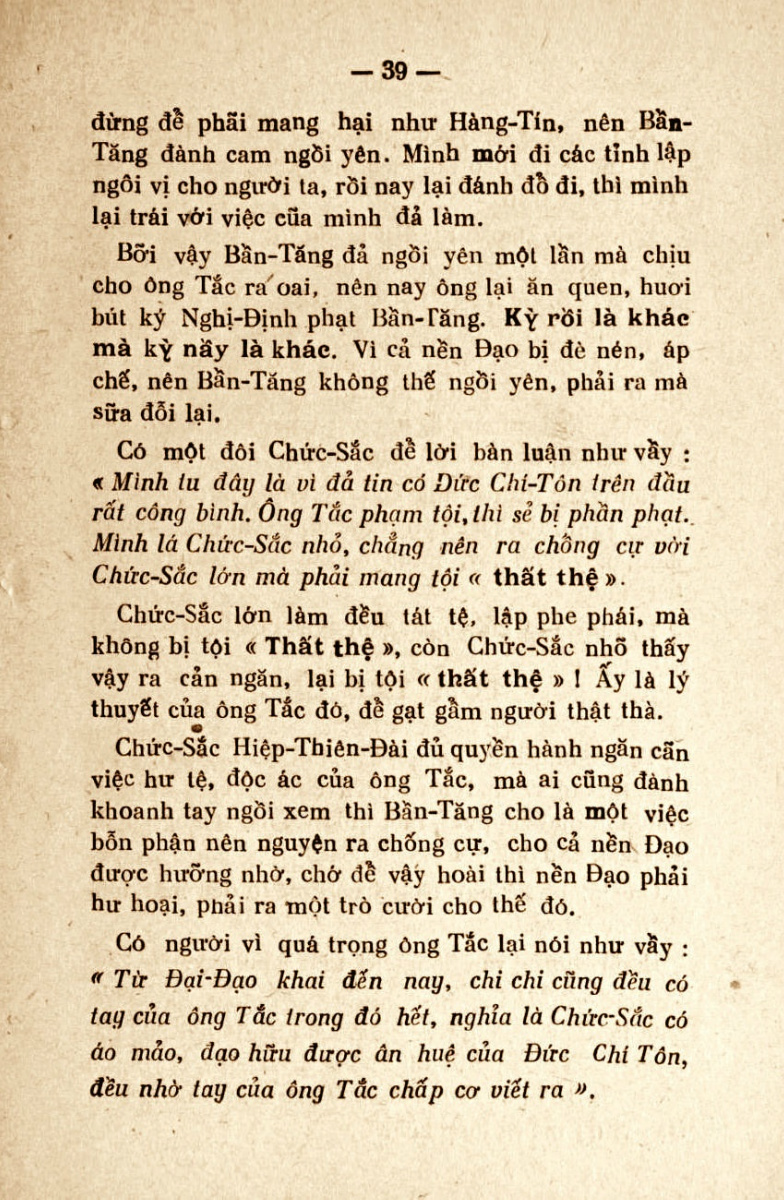 — 39 —
đừng để phãi mang hại như Hàng-Tín, nên Bần-
Tăng đành cam ngồi yên. Mình mới đi các tỉnh lập
ngôi vị cho người ta, rồi nay lại đánh đổ đi, thì mình
lại trái với việc cũa mình đả làm.
Bỡi vậy Bần-Tăng đả ngồi yên một lần mà chịu
cho ông Tắc ra oai, nên nay ông lại ăn quen, huơi
bút ký Nghị-Định phạt Bần-Tăng. Kỳ rồi là khác
mà kỳ nầy là khác. Vì cả nền Đạo bị đè nén, áp
chế, nên Bần-Tăng không thể ngồi yên, phải ra mà
sữa đổi lại.
Có một đôi Chức-Sắc để lời bàn luận như vầy :
« Mình tu đây là vì đả tin có Đức Chí-Tôn trên đầu
rất công bình. Ông Tắc phạm tội, thì sẻ bị phần phạt.
Mình lá Chức-Sắc nhỏ, chẳng nên ra chống cự với
Chức-Sắc lớn mà phải mang tội « thất thệ ».
Chức-Sắc lớn làm đều tát tệ, lập phe phái, mà
không bị tội « Thất thệ », còn Chức-Sắc nhõ thấy
vậy ra cản ngăn, lại bị tội « thất thệ » ! Ấy là lý
thuyết của ông Tắc đó, để gạt gẫm người thật thà.
Chức-Sắc Hiệp-Thiên-Đài đủ quyền hành ngăn cãn
việc hư tệ, độc ác của ông Tắc, mà ai cũng đành
khoanh tay ngồi xem thì Bần-Tăng cho là một việc
bổn phận nên nguyện ra chống cự, cho cả nền Đạo
được hưỡng nhờ, chớ để vậy hoài thì nền Đạo phải
hư hoại, phải ra một trò cười cho thế đó.
Có người vì quá trọng ông Tắc lại nói như vầy :
« Từ Đại-Đạo khai đến nay, chi chi cũng đều có
tay của ông Tắc trong đó hết, nghỉa là Chức-Sắc có
áo mảo, đạo hữu được ân huệ của Đức Chí Tôn,
đều nhờ tay của ông Tắc chấp cơ viết ra ».